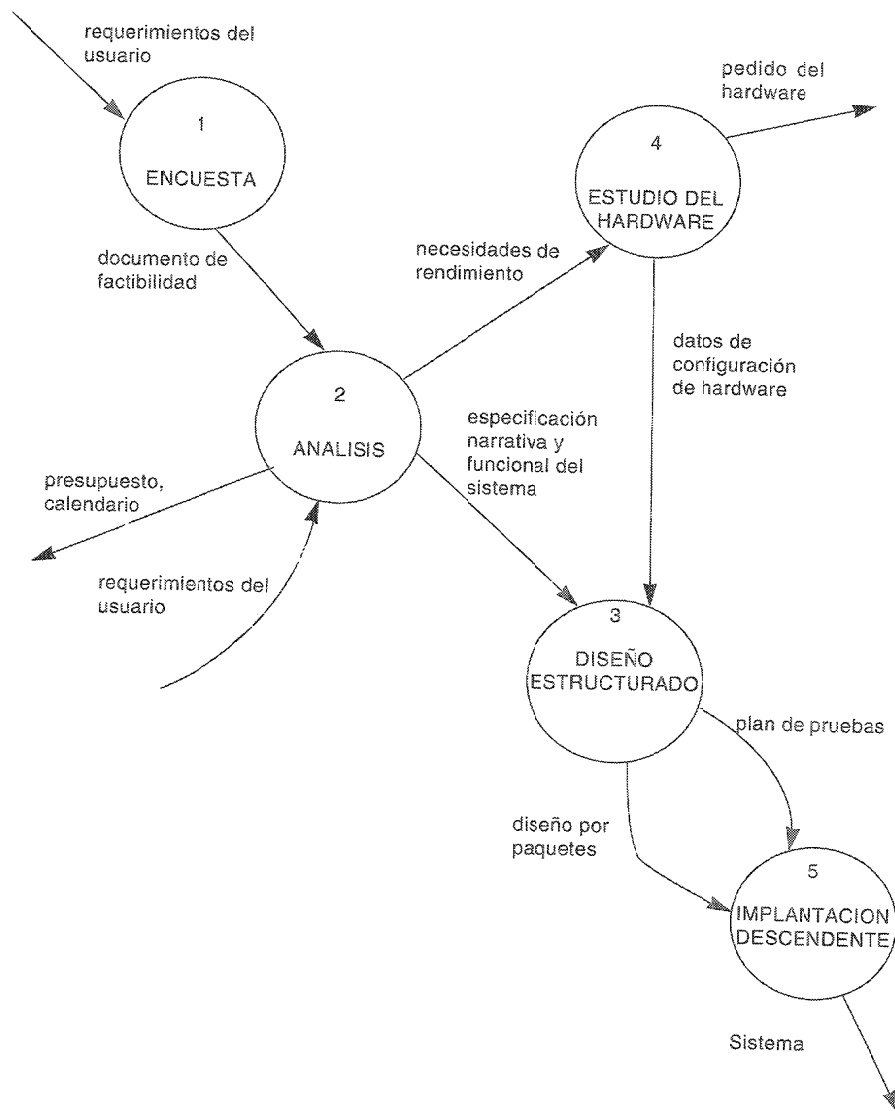 requerimientos del
usuario
1
ENCUESTA
pedido del
hardware
4
ESTUDIO DEL
HARDWARE
documento de
factibilidad
necesidades de
rendimiento
datos de
configuración
de hardware
2
ANALISIS
especificación
narrativa y
funcional del
sistema
presupuesto,
calendario
requerimientos del
usuario
3
DISEÑO
ESTRUCTURADO
plan de pruebas
diseño por
paquetes
5
IMPLANTACION
DESCENDENTE
Sistema